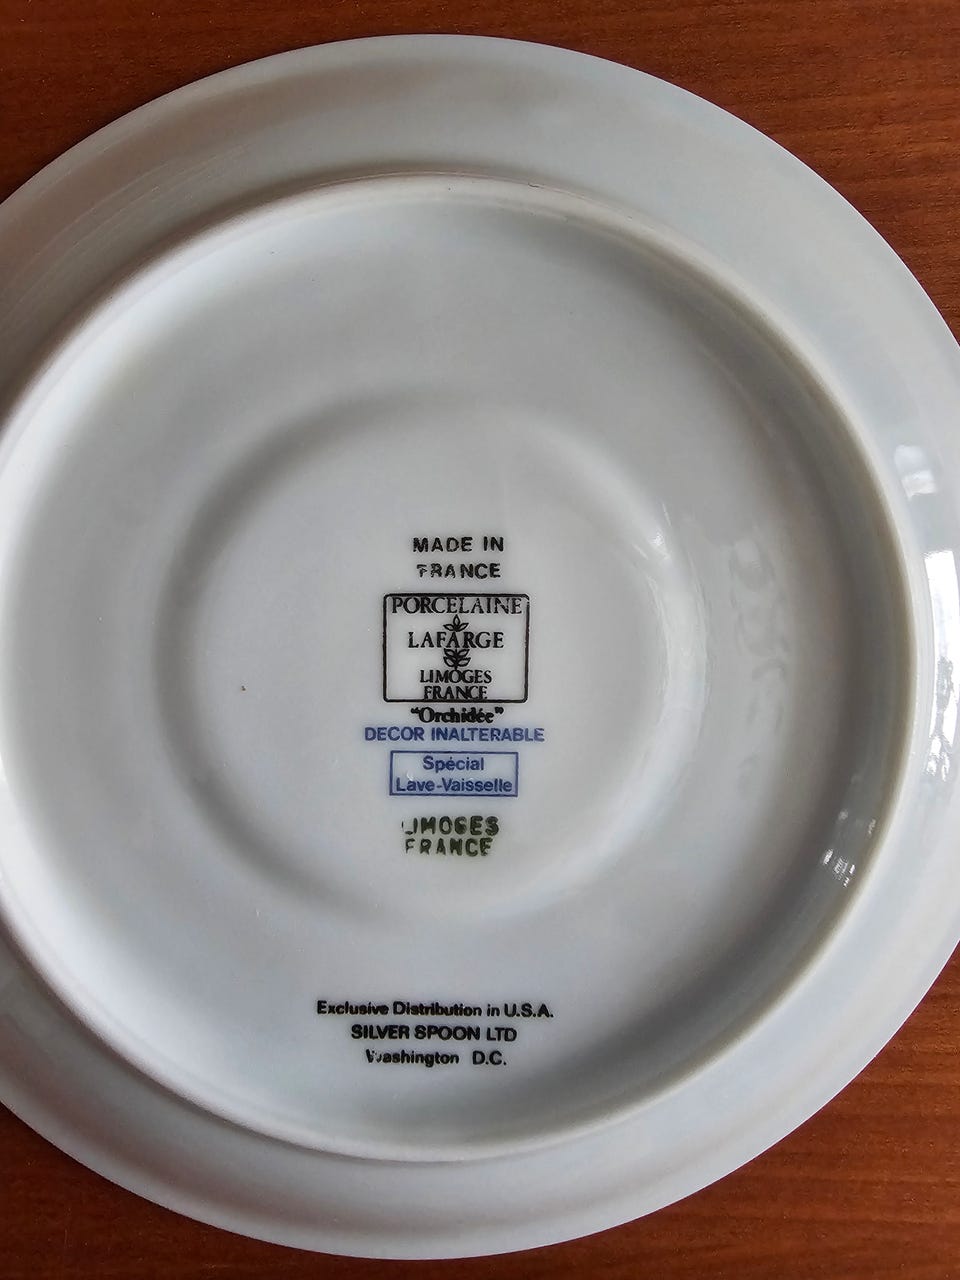 MADE IN
FRANCE
PORCELAINE
LAFARGE
LIMOGES
FRANCE
"Orchidée"
DECOR INALTERABLE
Spécial
Lave-Vaisselle
LIMOGES
FRANCE
Exclusive Distribution in U.S.A.
SILVER SPOON LTD
Washington D.C.